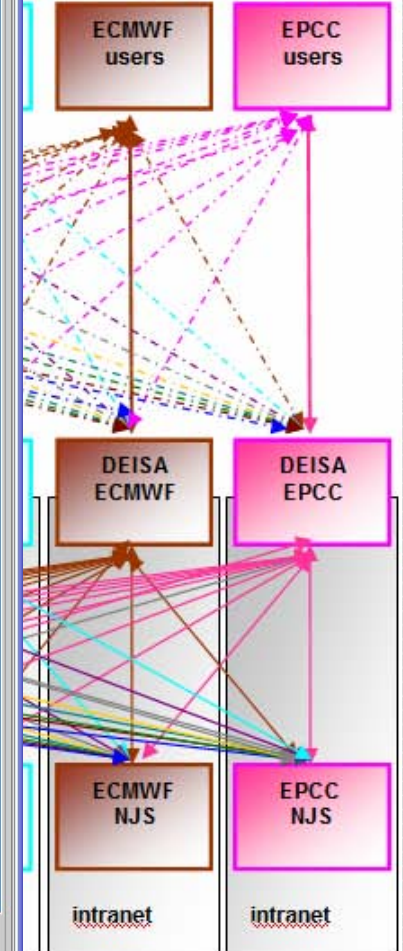 ECMWF
users
EPCC
users
DEISA
ECMWF
DEISA
EPCC
ECMWF
NJS
EPCC
NJS
intranet
intranet